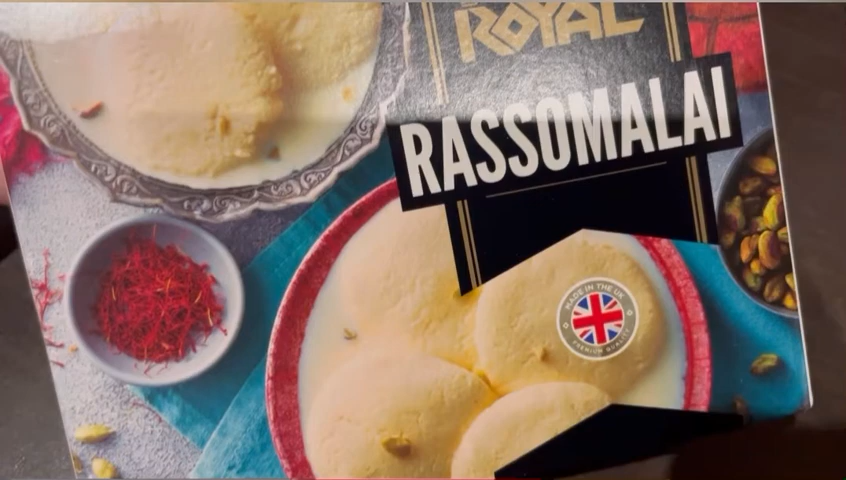 ROYAL
RASSOMALAI
MADE IN THE UK
PREMIUM QUALITY